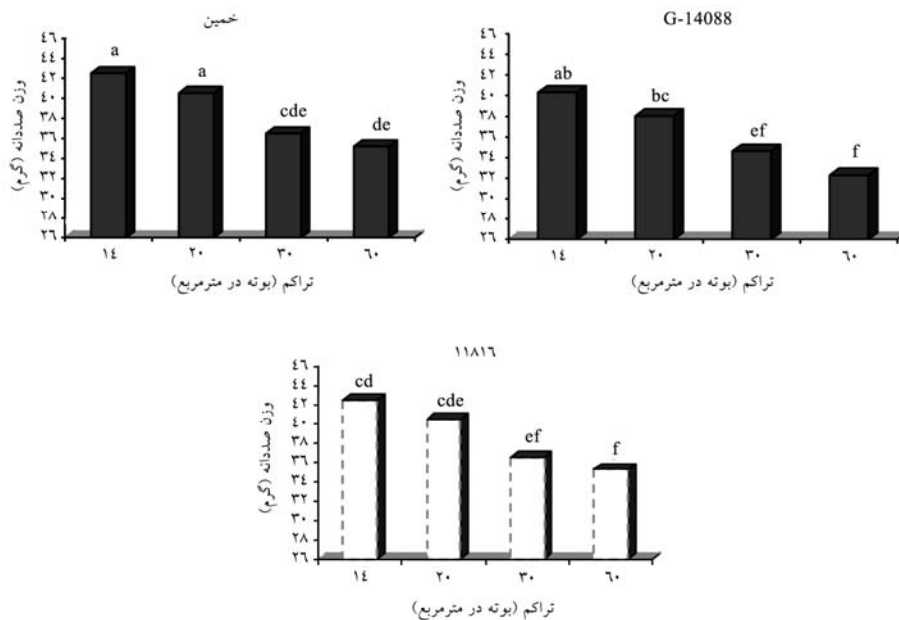 خمین
وزن صددانه (گرم)
٤٦
٤٤
٤٢
٤٠
٣٨
٣٦
٣٤
٣٢
٣٠
٢٨
٢٦
a
a
cde
de
١٤
٢٠
٣٠
٦٠
تراکم (بوته در مترمربع)
G-14088
وزن صددانه (گرم)
٤٦
٤٤
٤٢
٤٠
٣٨
٣٦
٣٤
٣٢
٣٠
٢٨
٢٦
ab
bc
ef
f
١٤
٢٠
٣٠
٦٠
تراکم (بوته در مترمربع)
١١٨١٦
وزن صددانه (گرم)
٤٦
٤٤
٤٢
٤٠
٣٨
٣٦
٣٤
٣٢
٣٠
٢٨
٢٦
cd
cde
ef
f
١٤
٢٠
٣٠
٦٠
تراکم (بوته در مترمربع)